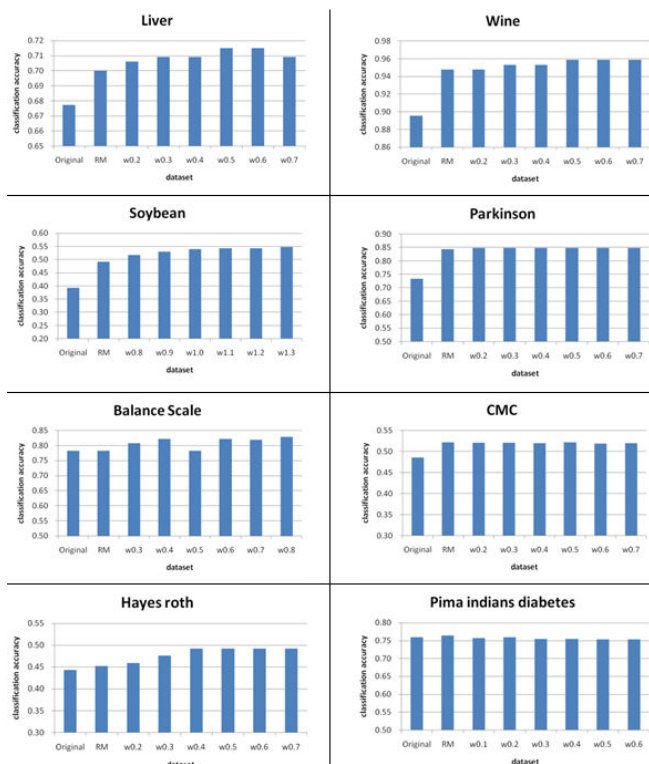 Liver
classification accuracy
0.72
0.71
0.70
0.69
0.68
0.67
0.66
0.65
Original RM w0.2 w0.3 w0.4 w0.5 w0.6 w0.7
dataset
Wine
classification accuracy
0.98
0.96
0.94
0.92
0.90
0.88
0.86
Original RM w0.2 w0.3 w0.4 w0.5 w0.6 w0.7
dataset
Soybean
classification accuracy
0.60
0.55
0.50
0.45
0.40
0.35
0.30
0.25
0.20
Original RM w0.8 w0.9 w1.0 w1.1 w1.2 w1.3
dataset
Parkinson
classification accuracy
0.90
0.85
0.80
0.75
0.70
0.65
0.60
0.55
0.50
Original RM w0.2 w0.3 w0.4 w0.5 w0.6 w0.7
dataset
Balance Scale
classification accuracy
0.85
0.80
0.75
0.70
0.65
0.60
0.55
0.50
Original RM w0.3 w0.4 w0.5 w0.6 w0.7 w0.8
dataset
CMC
classification accuracy
0.55
0.50
0.45
0.40
0.35
0.30
Original RM w0.2 w0.3 w0.4 w0.5 w0.6 w0.7
dataset
Hayes roth
classification accuracy
0.55
0.50
0.45
0.40
0.35
0.30
Original RM w0.2 w0.3 w0.4 w0.5 w0.6 w0.7
dataset
Pima indians diabetes
classification accuracy
0.80
0.75
0.70
0.65
0.60
0.55
0.50
Original RM w0.1 w0.2 w0.3 w0.4 w0.5 w0.6
dataset